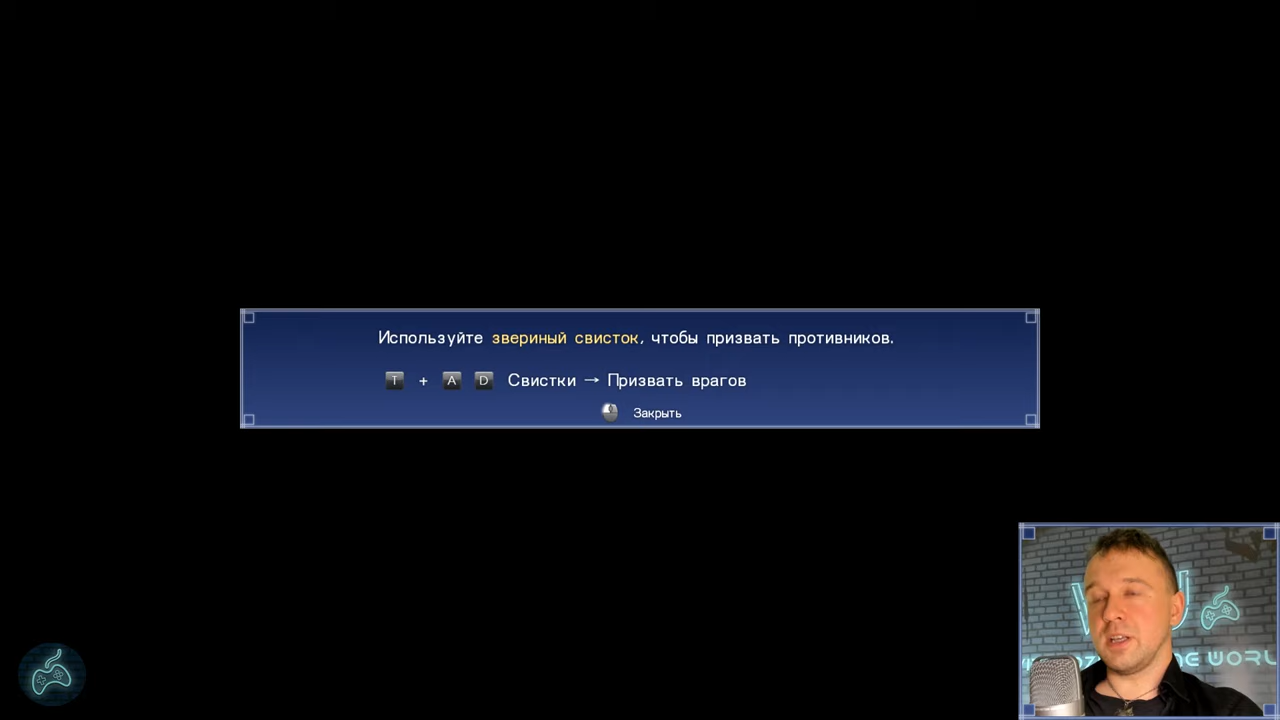 Используйте звериный свисток, чтобы призвать противников.
T + A D Свистки → Призвать врагов
Закрыть